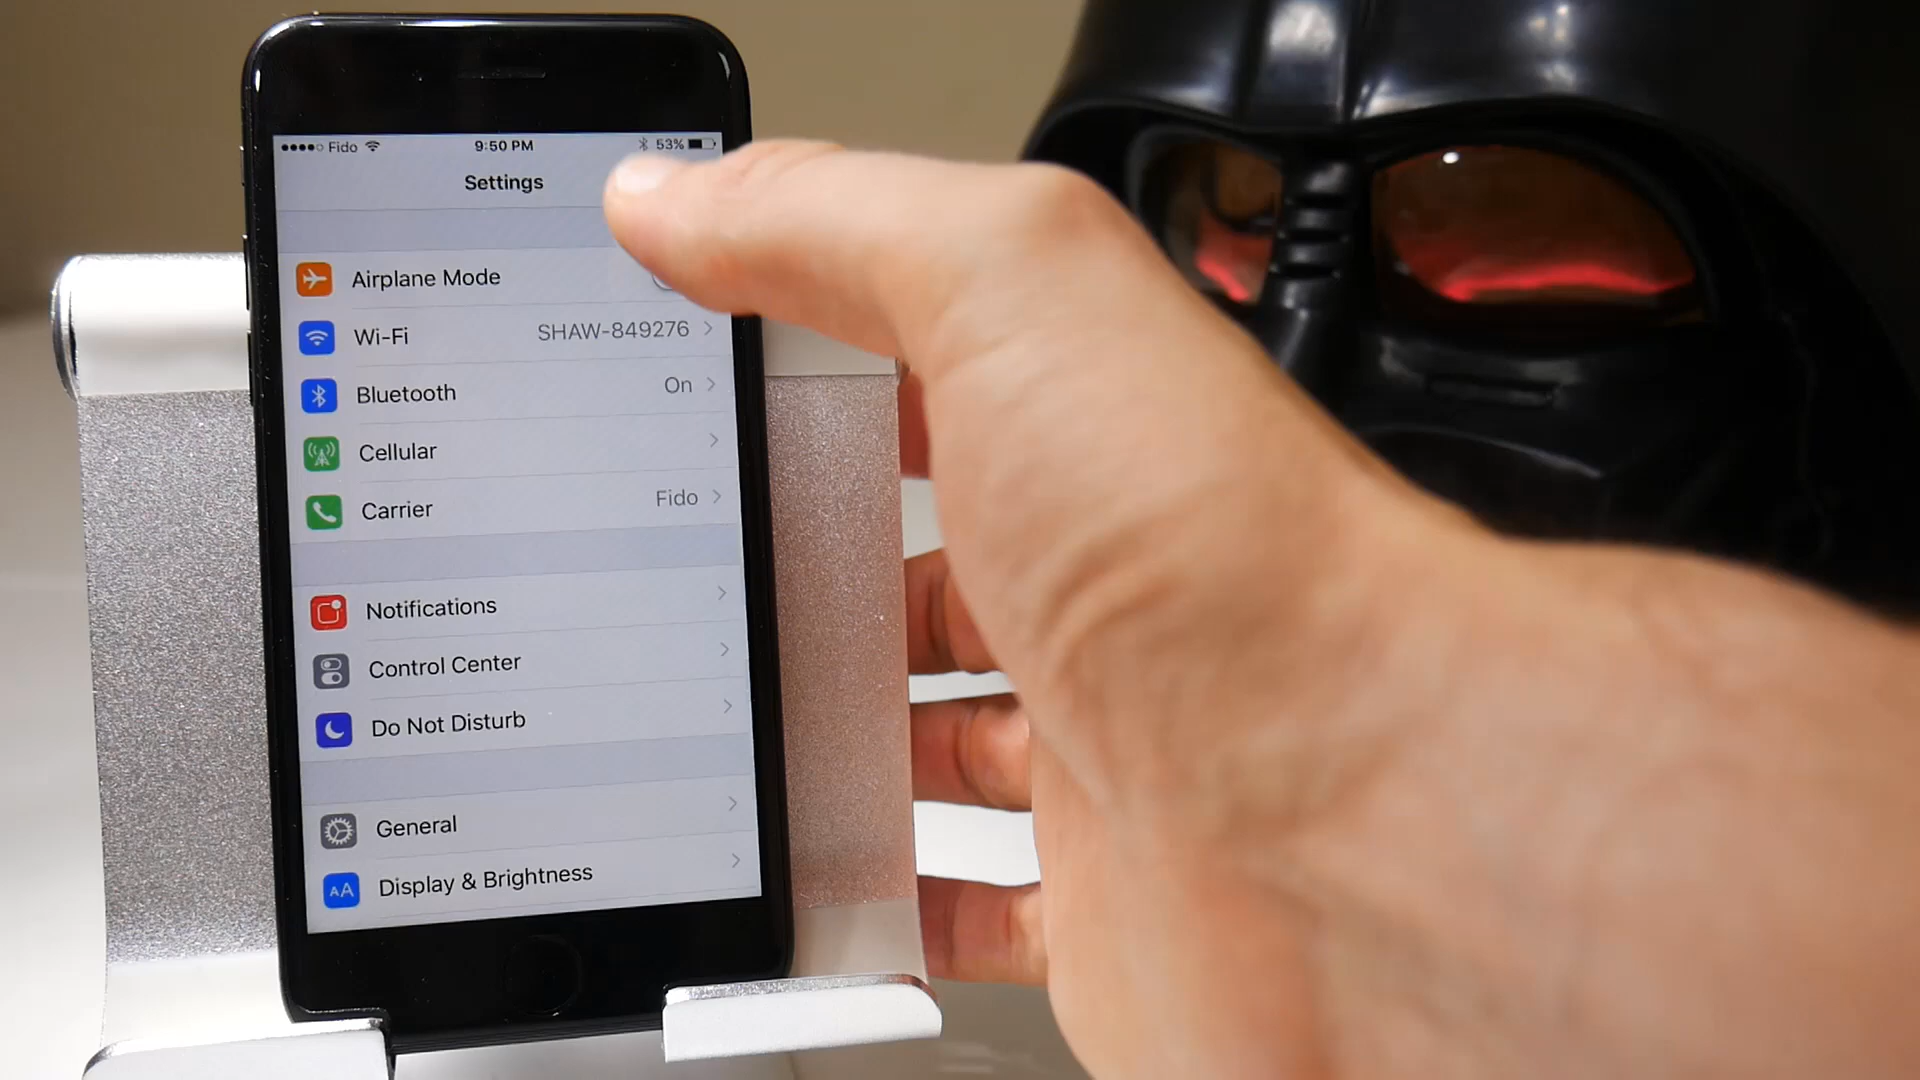 Fido 9:50 PM 53%
Settings
Airplane Mode
Wi-Fi SHAW-849276
Bluetooth On
Cellular
Carrier Fido
Notifications
Control Center
Do Not Disturb
General
AA Display & Brightness